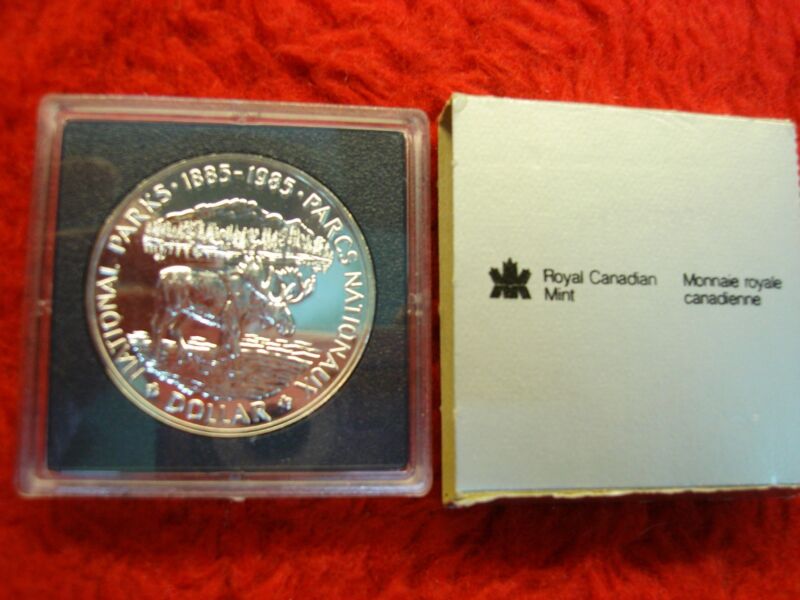 NATIONAL PARKS · 1885-1985 · PARCS NATIONAUX
DOLLAR
Royal Canadian
Mint
Monnaie royale
canadienne